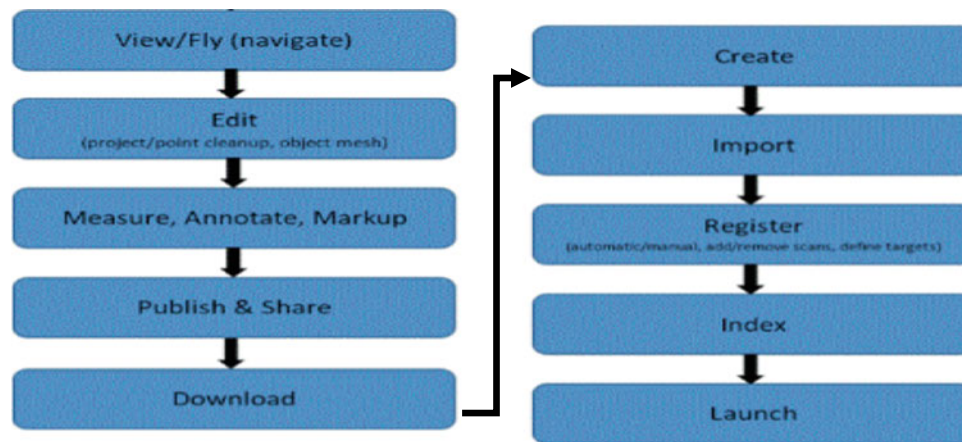 View/Fly (navigate)
Edit
(project/point cleanup, object mesh)
Measure, Annotate, Markup
Publish & Share
Download
Create
Import
Register
(automatic/manual, add/remove scans, define targets)
Index
Launch